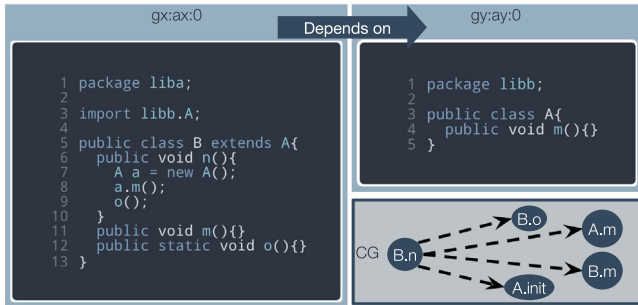 gx:ax:0
Depends on
gy:ay:0
1 package liba;
2
3 import libb.A;
4
5 public class B extends A{
6 public void n(){
7 A a = new A();
8 a.m();
9 o();
10 }
11 public void m(){}
12 public static void o(){}
13 }
1 package libb;
2
3 public class A{
4 public void m(){}
5 }
CG
B.n
B.o
A.m
B.m
A.init